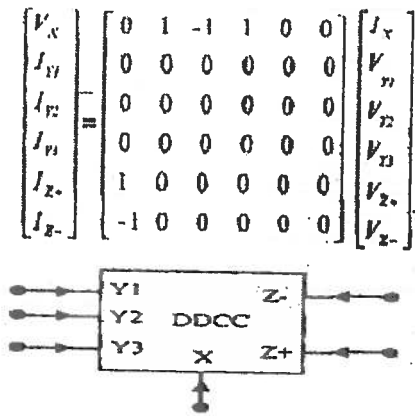 V_X 0 1 -1 1 0 0 I_X
I_Y1 0 0 0 0 0 0 V_Y1
I_Y2 = 0 0 0 0 0 0 V_Y2
I_Y3 0 0 0 0 0 0 V_Y3
I_Z+ 1 0 0 0 0 0 V_Z+
I_Z- -1 0 0 0 0 0 V_Z-
Y1 Z-
Y2 DDCC
Y3 X Z+